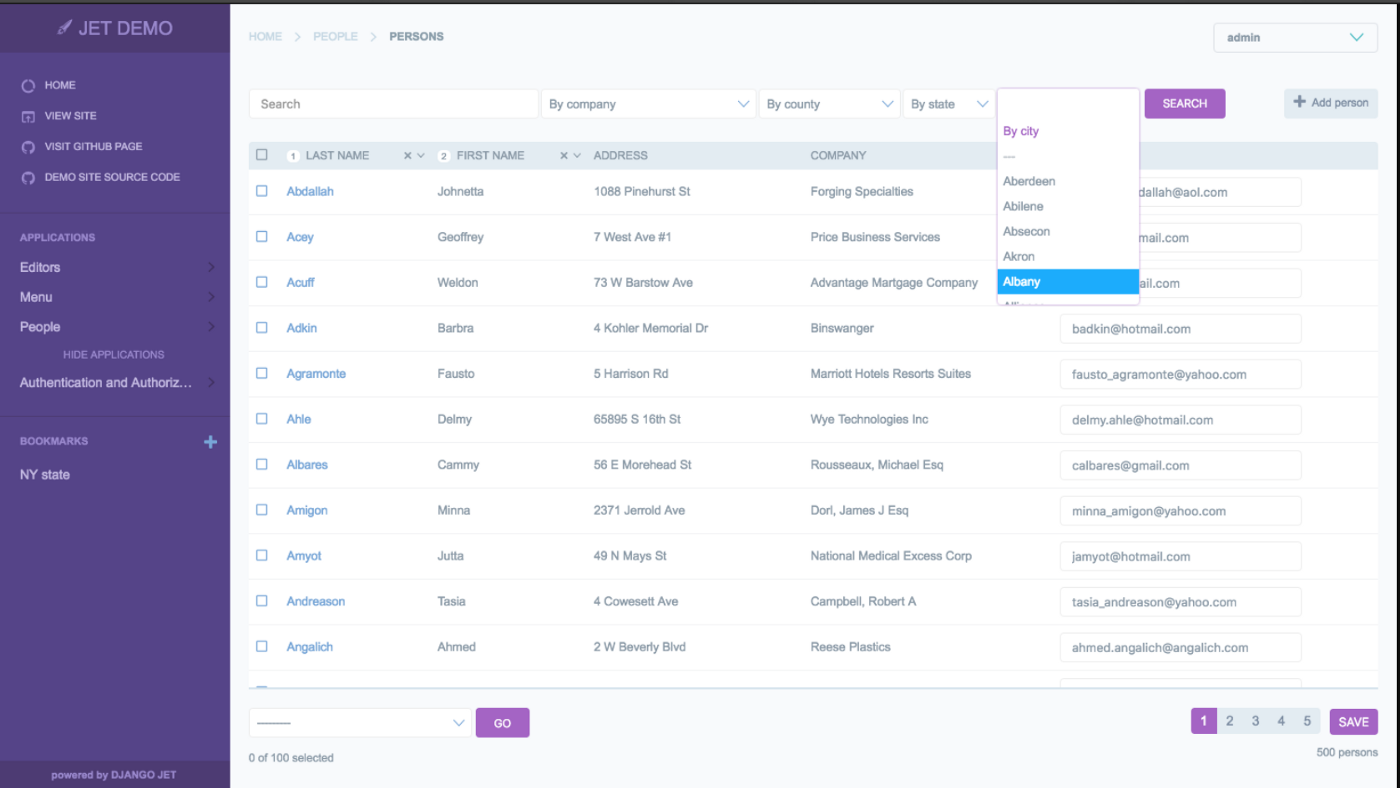 JET DEMO
HOME
VIEW SITE
VISIT GITHUB PAGE
DEMO SITE SOURCE CODE
APPLICATIONS
Editors
Menu
People
HIDE APPLICATIONS
Authentication and Authoriz...
BOOKMARKS
NY state
powered by DJANGO JET
HOME > PEOPLE > PERSONS
admin
Search By company By county By state SEARCH + Add person
By city
---
Aberdeen
Abilene
Absecon
Akron
Albany
1 LAST NAME 2 FIRST NAME ADDRESS COMPANY
Abdallah Johnetta 1088 Pinehurst St Forging Specialties dallah@aol.com
Acey Geoffrey 7 West Ave #1 Price Business Services mail.com
Acuff Weldon 73 W Barstow Ave Advantage Martgage Company ail.com
Adkin Barbra 4 Kohler Memorial Dr Binswanger badkin@hotmail.com
Agramonte Fausto 5 Harrison Rd Marriott Hotels Resorts Suites fausto_agramonte@yahoo.com
Ahle Delmy 65895 S 16th St Wye Technologies Inc delmy.ahle@hotmail.com
Albares Cammy 56 E Morehead St Rousseaux, Michael Esq calbares@gmail.com
Amigon Minna 2371 Jerrold Ave Dorl, James J Esq minna_amigon@yahoo.com
Amyot Jutta 49 N Mays St National Medical Excess Corp jamyot@hotmail.com
Andreason Tasia 4 Cowesett Ave Campbell, Robert A tasia_andreason@yahoo.com
Angalich Ahmed 2 W Beverly Blvd Reese Plastics ahmed.angalich@angalich.com
--------- GO
0 of 100 selected
1 2 3 4 5 SAVE
500 persons